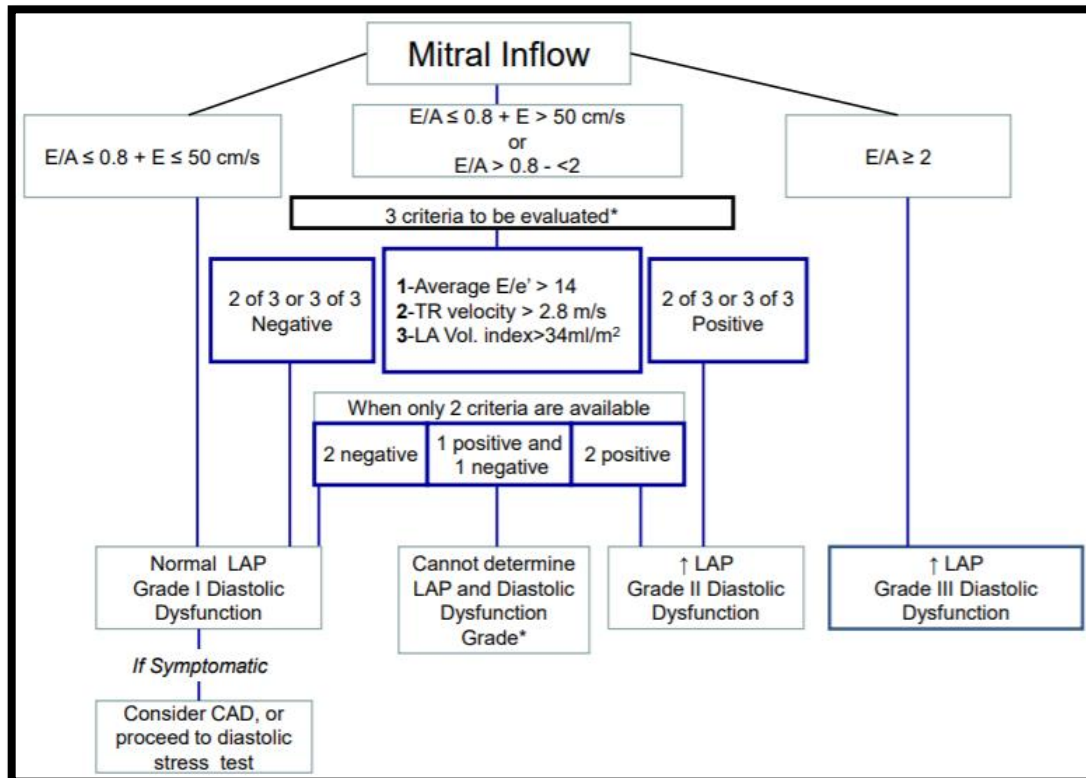 Mitral Inflow
E/A ≤ 0.8 + E ≤ 50 cm/s
E/A ≤ 0.8 + E > 50 cm/s
or
E/A > 0.8 - <2
E/A ≥ 2
3 criteria to be evaluated*
2 of 3 or 3 of 3
Negative
1-Average E/e’ > 14
2-TR velocity > 2.8 m/s
3-LA Vol. index>34ml/m²
2 of 3 or 3 of 3
Positive
When only 2 criteria are available
2 negative
1 positive and
1 negative
2 positive
Normal LAP
Grade I Diastolic
Dysfunction
Cannot determine
LAP and Diastolic
Dysfunction
Grade*
↑ LAP
Grade II Diastolic
Dysfunction
↑ LAP
Grade III Diastolic
Dysfunction
If Symptomatic
Consider CAD, or
proceed to diastolic
stress test